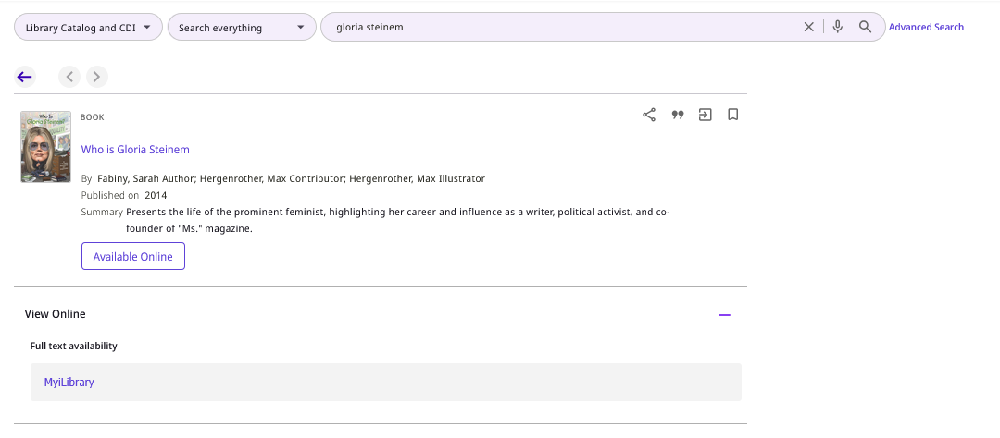 Library Catalog and CDI
Search everything
gloria steinem
Advanced Search
BOOK
Who Is
Gloria Steinem?
Who is Gloria Steinem
By Fabiny, Sarah Author; Hergenrother, Max Contributor; Hergenrother, Max Illustrator
Published on 2014
Summary Presents the life of the prominent feminist, highlighting her career and influence as a writer, political activist, and co-
founder of "Ms." magazine.
Available Online
View Online
Full text availability
MyiLibrary